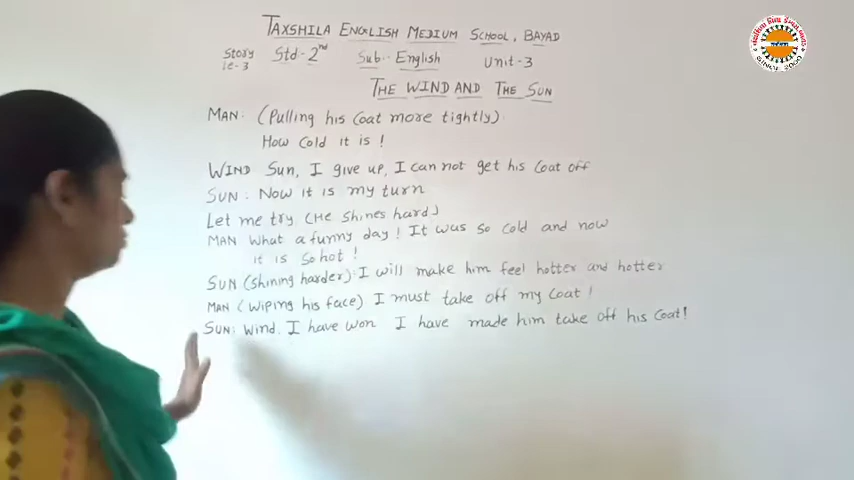 TAXSHILA ENGLISH MEDIUM SCHOOL, BAYAD
Story Std-2nd Sub.- English Unit-3
le-3
THE WIND AND THE SUN
MAN: (Pulling his Coat more tightly)
How Cold it is !
WIND Sun, I give up, I can not get his Coat off
SUN: Now it is my turn
Let me try (He shines hard)
MAN What a funny day ! It was so cold and now
it is so hot !
SUN (shining harder): I will make him feel hotter and hotter
MAN (wiping his face) I must take off my Coat !
SUN: Wind, I have won I have made him take off his Coat!